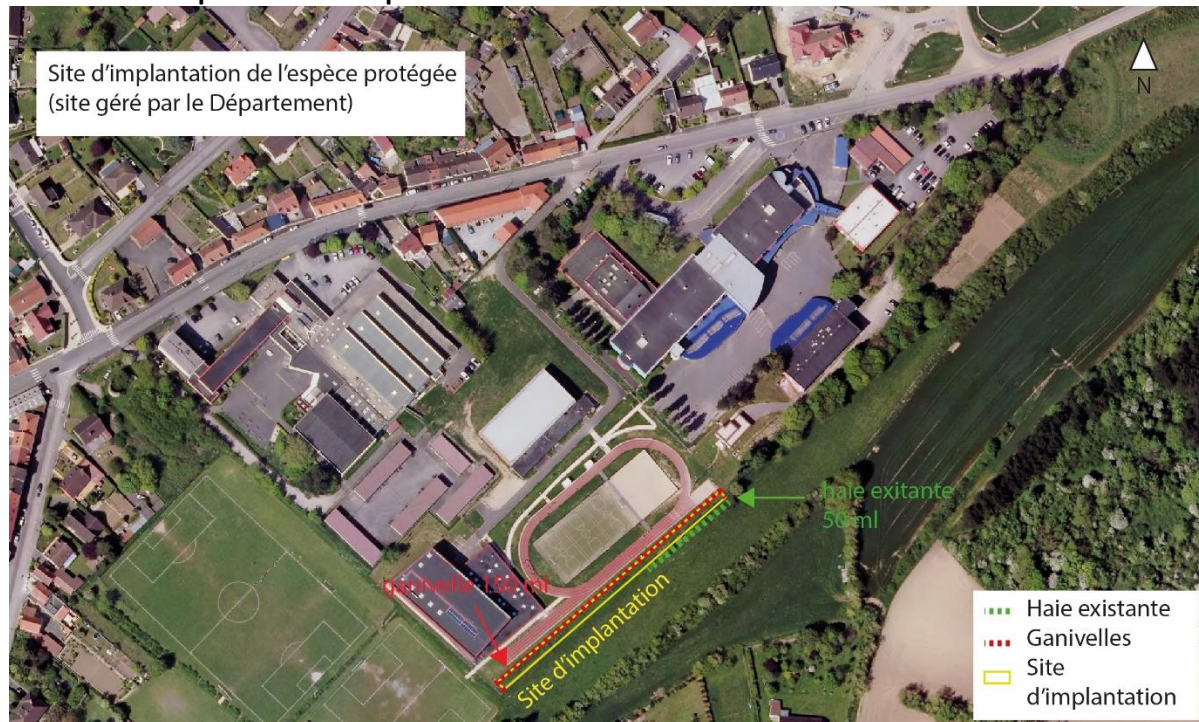 Site d'implantation de l'espèce protégée
(site géré par le Département)
N
haie exitante
50 ml
ganivelle 150 ml
Site d'implantation
Haie existante
Ganivelles
Site
d'implantation